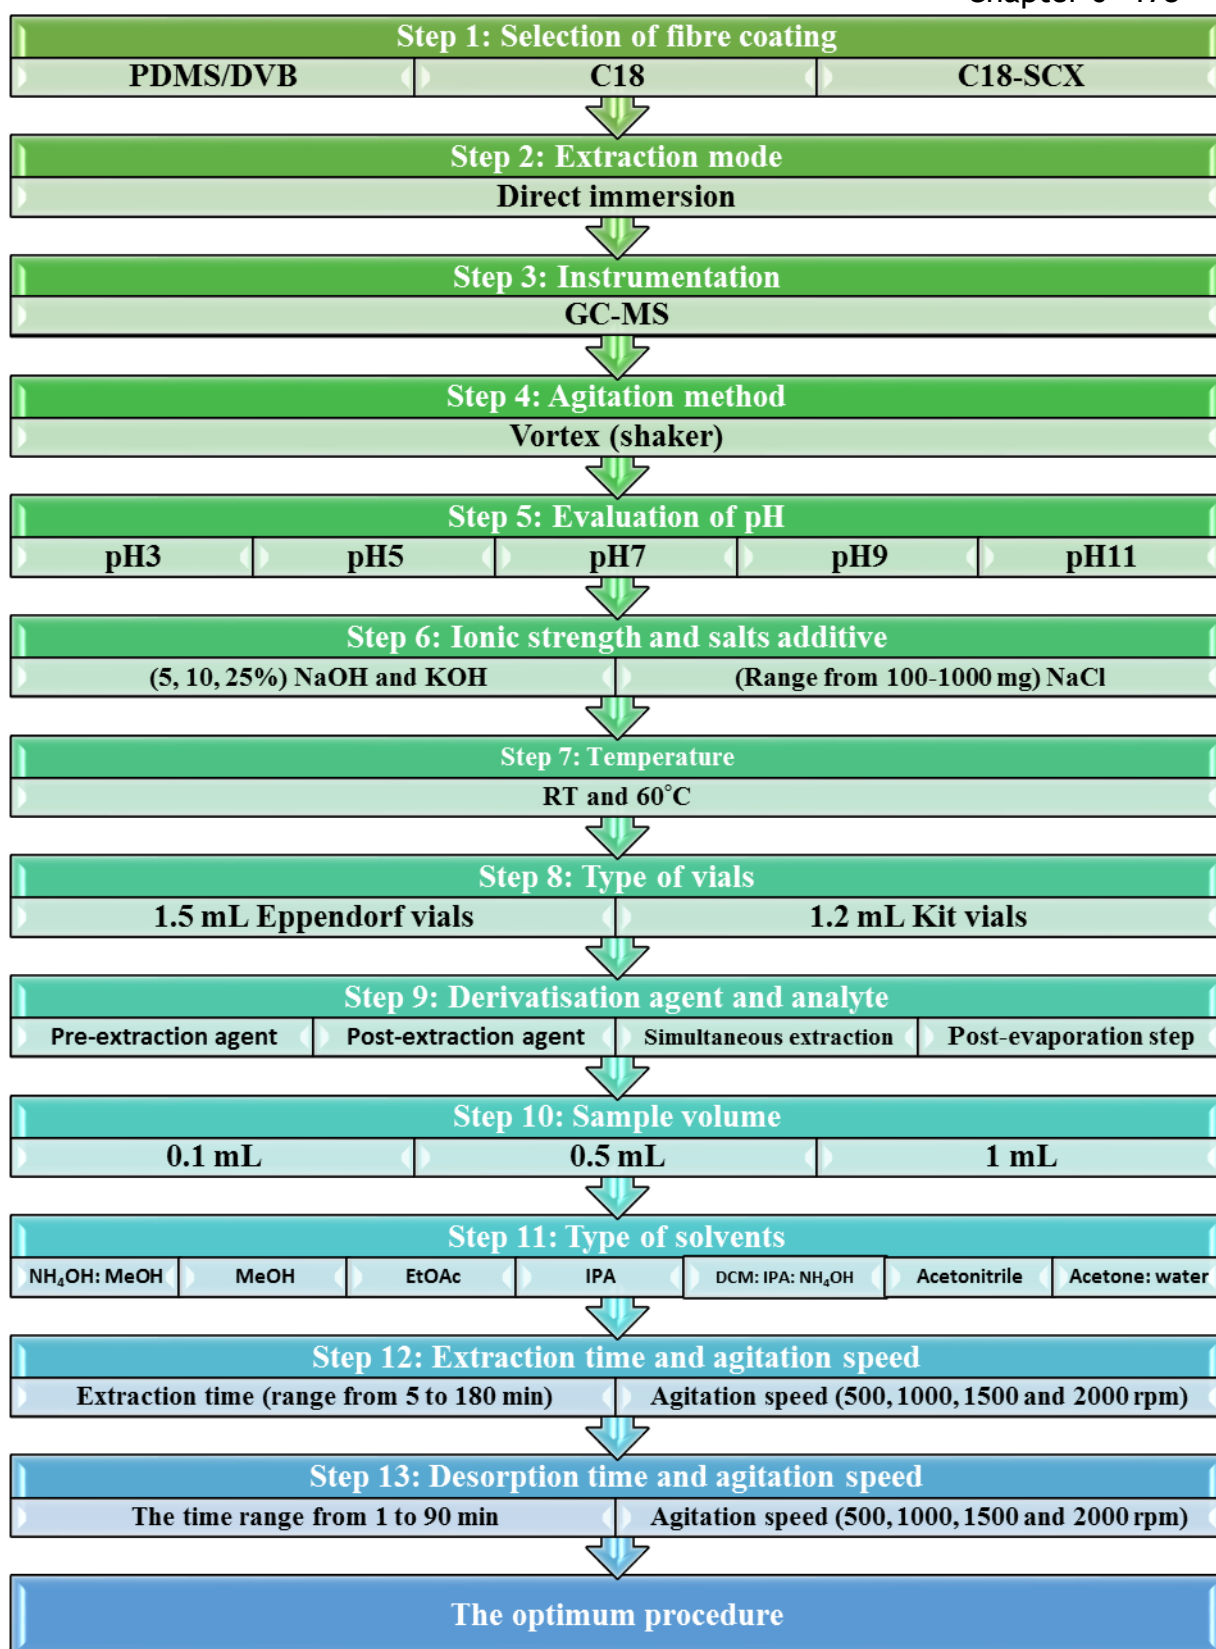 Step 1: Selection of fibre coating
PDMS/DVB C18 C18-SCX
Step 2: Extraction mode
Direct immersion
Step 3: Instrumentation
GC-MS
Step 4: Agitation method
Vortex (shaker)
Step 5: Evaluation of pH
pH3 pH5 pH7 pH9 pH11
Step 6: Ionic strength and salts additive
(5, 10, 25%) NaOH and KOH (Range from 100-1000 mg) NaCl
Step 7: Temperature
RT and 60°C
Step 8: Type of vials
1.5 mL Eppendorf vials 1.2 mL Kit vials
Step 9: Derivatisation agent and analyte
Pre-extraction agent Post-extraction agent Simultaneous extraction Post-evaporation step
Step 10: Sample volume
0.1 mL 0.5 mL 1 mL
Step 11: Type of solvents
NH₄OH: MeOH MeOH EtOAc IPA DCM: IPA: NH₄OH Acetonitrile Acetone: water
Step 12: Extraction time and agitation speed
Extraction time (range from 5 to 180 min) Agitation speed (500, 1000, 1500 and 2000 rpm)
Step 13: Desorption time and agitation speed
The time range from 1 to 90 min Agitation speed (500, 1000, 1500 and 2000 rpm)
The optimum procedure